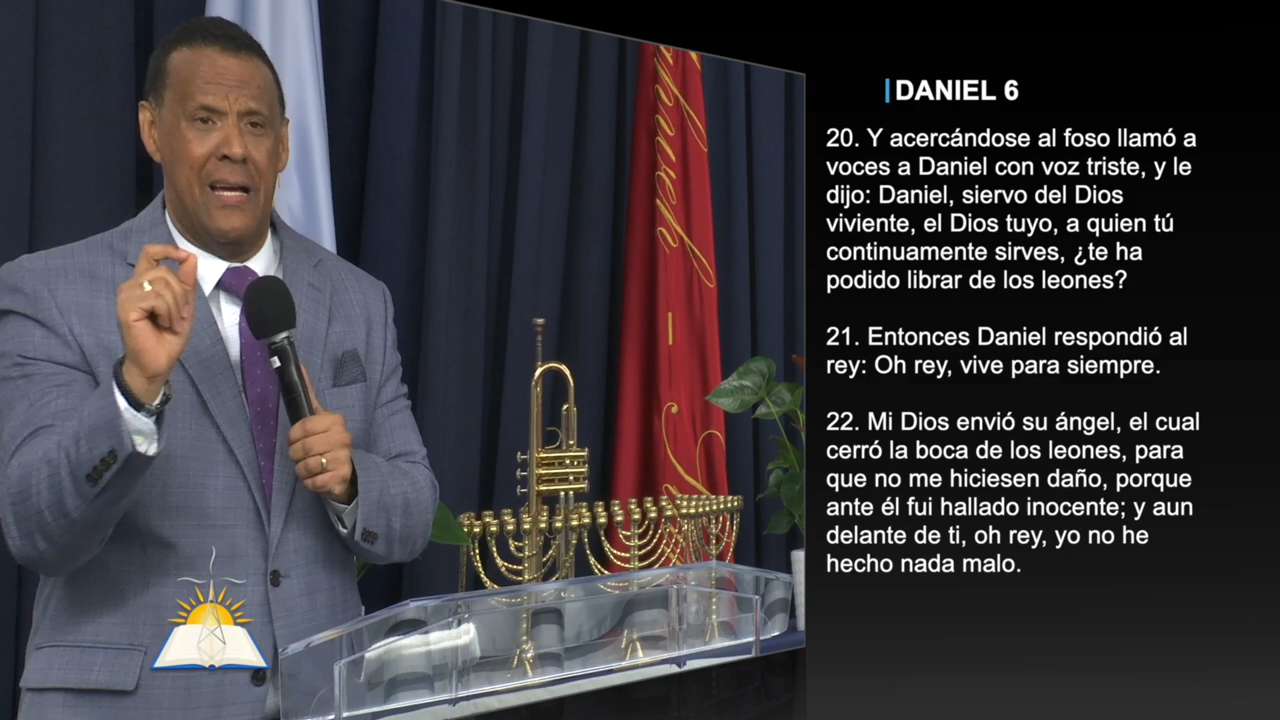 DANIEL 6
20. Y acercándose al foso llamó a
voces a Daniel con voz triste, y le
dijo: Daniel, siervo del Dios
viviente, el Dios tuyo, a quien tú
continuamente sirves, ¿te ha
podido librar de los leones?
21. Entonces Daniel respondió al
rey: Oh rey, vive para siempre.
22. Mi Dios envió su ángel, el cual
cerró la boca de los leones, para
que no me hiciesen daño, porque
ante él fui hallado inocente; y aun
delante de ti, oh rey, yo no he
hecho nada malo.